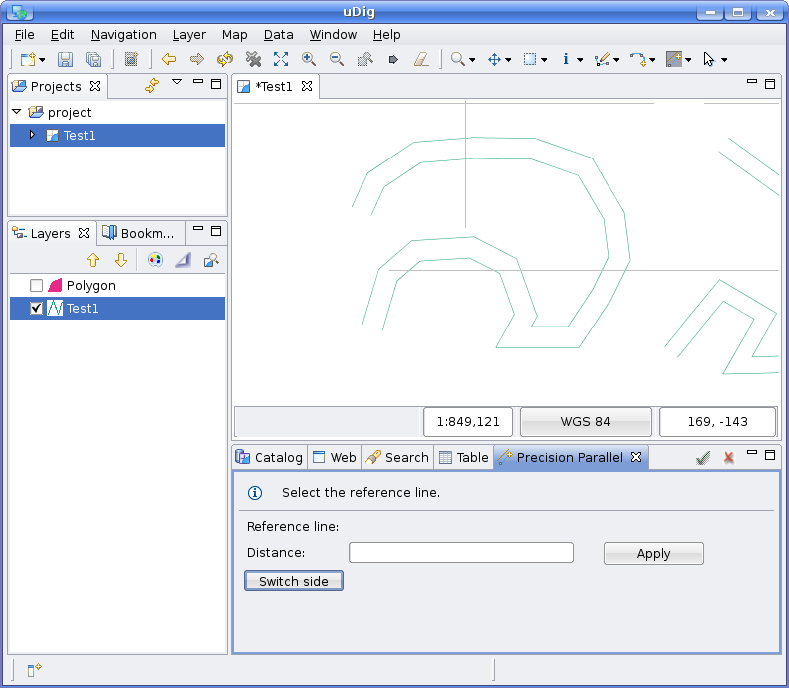 uDig
File Edit Navigation Layer Map Data Window Help
Projects
*Test1
project
Test1
Layers Bookm...
Polygon
Test1
1:849,121 WGS 84 169, -143
Catalog Web Search Table Precision Parallel
Select the reference line.
Reference line:
Distance: Apply
Switch side